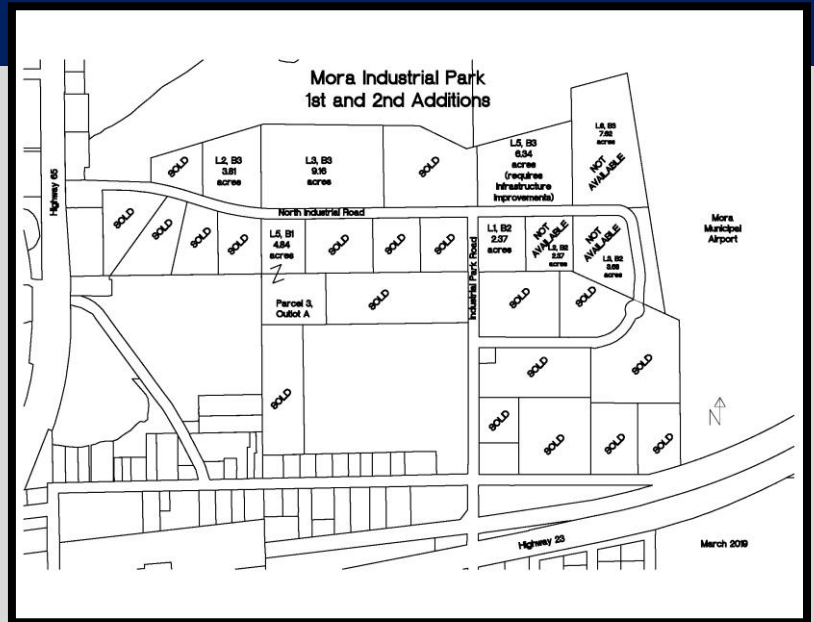 Mora Industrial Park
1st and 2nd Additions
SOLD
L2, B3
3.81
acres
L3, B3
9.16
acres
SOLD
L5, B3
6.34
acres
(requires
infrastructure
improvements)
L6, B3
7.62
acres
NOT
AVAILABLE
Highway 65
North Industrial Road
SOLD
SOLD
SOLD
SOLD
L5, B1
4.84
acres
SOLD
SOLD
SOLD
Industrial Park Road
L1, B2
2.37
acres
NOT
AVAILABLE
L2, B2
2.37
acres
NOT
AVAILABLE
L3, B2
acres
Mora
Municipal
Airport
Z
Parcel 3,
Outlot A
SOLD
SOLD
SOLD
SOLD
SOLD
SOLD
SOLD
SOLD
SOLD
SOLD
N
Highway 23
March 2019